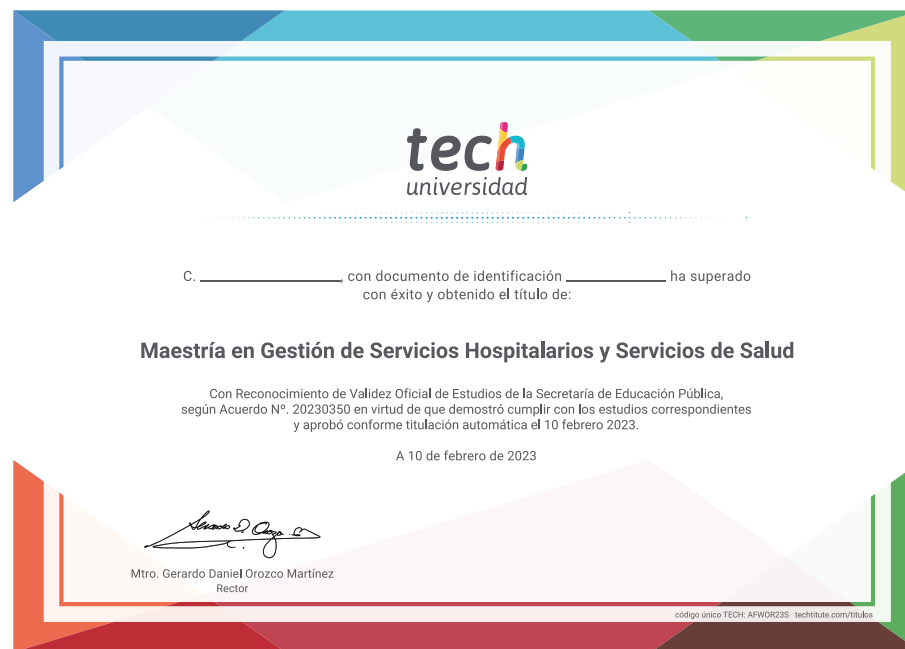 tech
universidad
C. ____________, con documento de identificación _________ ha superado
con éxito y obtenido el título de:
Maestría en Gestión de Servicios Hospitalarios y Servicios de Salud
Con Reconocimiento de Validez Oficial de Estudios de la Secretaría de Educación Pública,
según Acuerdo Nº. 20230350 en virtud de que demostró cumplir con los estudios correspondientes
y aprobó conforme titulación automática el 10 febrero 2023.
A 10 de febrero de 2023
Mtro. Gerardo Daniel Orozco Martínez
Rector
código único TECH: AFWOR23S techtitute.com/titulos